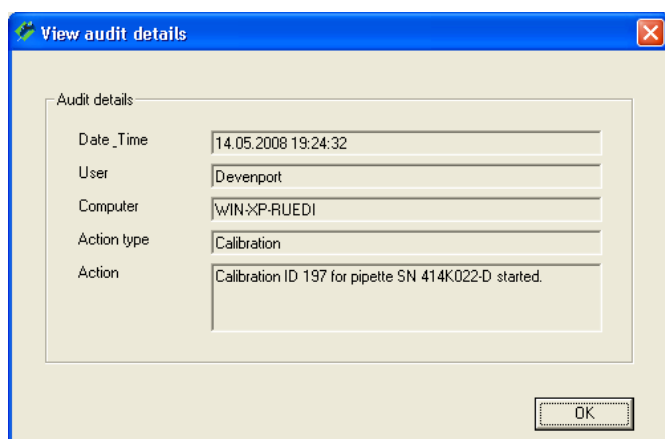 View audit details
Audit details
Date_Time 14.05.2008 19:24:32
User Devenport
Computer WIN-XP-RUEDI
Action type Calibration
Action Calibration ID 197 for pipette SN 414K022-D started.
OK